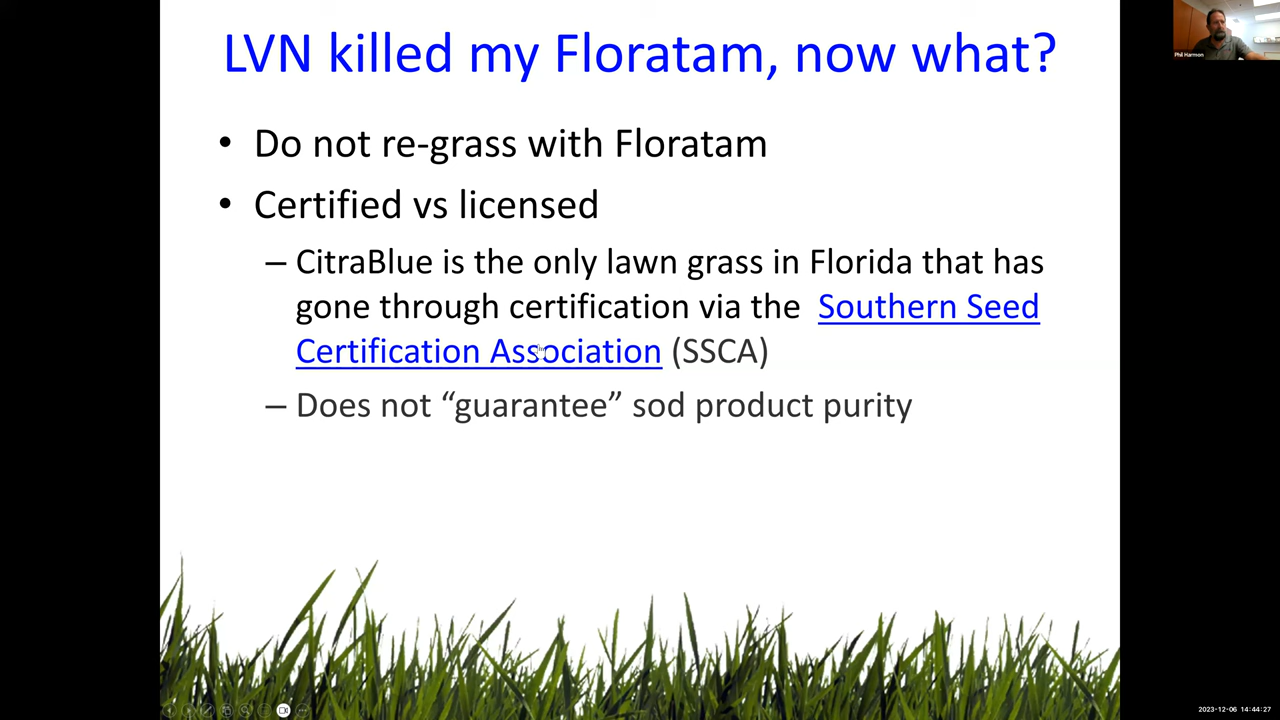 LVN killed my Floratam, now what?
Phil Harmon
• Do not re-grass with Floratam
• Certified vs licensed
– CitraBlue is the only lawn grass in Florida that has
gone through certification via the Southern Seed
Certification Association (SSCA)
– Does not “guarantee” sod product purity
2023-12-06 14:44:27